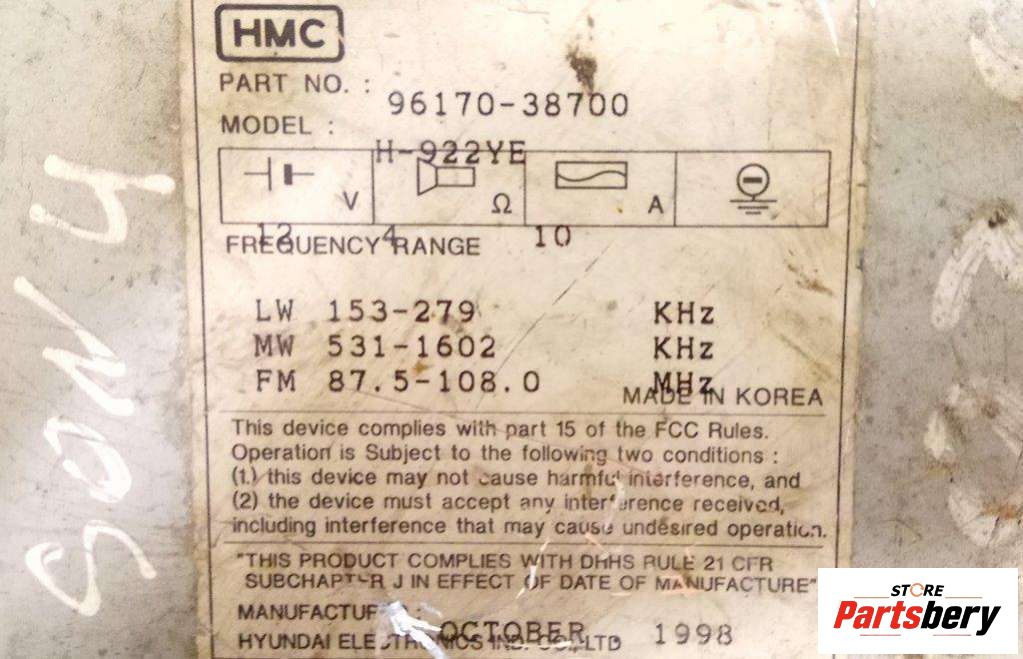 HMC
PART NO. : 96170-38700
MODEL : H-922YE
V Ω A
12 4 10
FREQUENCY RANGE
LW 153-279 KHz
MW 531-1602 KHz
FM 87.5-108.0 MHz
MADE IN KOREA
This device complies with part 15 of the FCC Rules.
Operation is Subject to the following two conditions :
(1.) this device may not cause harmful interference, and
(2) the device must accept any interference received,
including interference that may cause undesired operation.
"THIS PRODUCT COMPLIES WITH DHHS RULE 21 CFR
SUBCHAPTER J IN EFFECT OF DATE OF MANUFACTURE"
MANUFACTUR : OCTOBER 1998
HYUNDAI ELECTRONICS IND. CO., LTD
STORE
Partsbery